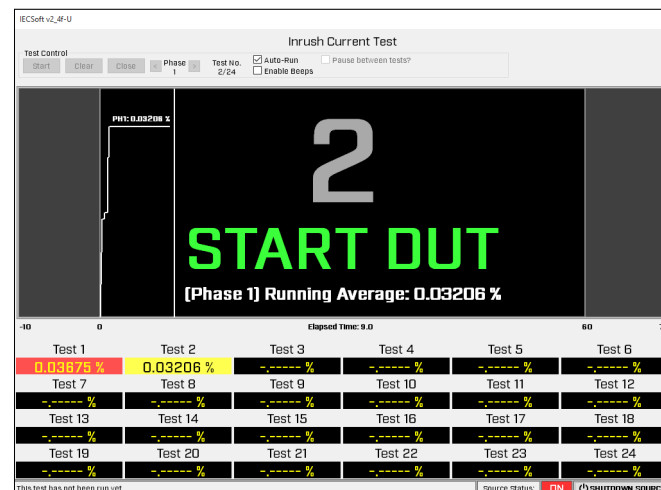 IECSoft v2_4f-U
Inrush Current Test
Test Control
Start Clear Close < Phase 1 > Test No. 2/24 Auto-Run Pause between tests?
Enable Beeps
PH1: 0.03206 %
2
START DUT
(Phase 1) Running Average: 0.03206 %
-10 0 Elapsed Time: 9.0 60
Test 1 Test 2 Test 3 Test 4 Test 5 Test 6
0.03675 % 0.03206 % -.----- % -.----- % -.----- % -.----- %
Test 7 Test 8 Test 9 Test 10 Test 11 Test 12
-.----- % -.----- % -.----- % -.----- % -.----- % -.----- %
Test 13 Test 14 Test 15 Test 16 Test 17 Test 18
-.----- % -.----- % -.----- % -.----- % -.----- % -.----- %
Test 19 Test 20 Test 21 Test 22 Test 23 Test 24
-.----- % -.----- % -.----- % -.----- % -.----- % -.----- %
This test has not been run yet Source Status: ON SHUTDOWN SOURC